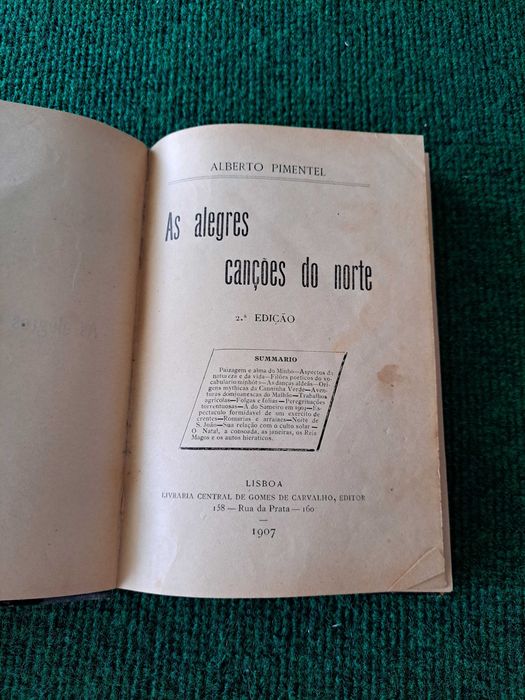 ALBERTO PIMENTEL
As alegres
canções do norte
2.ª EDIÇÃO
SUMMARIO
Paizagem e alma do Minho—Aspectos da
natureza e da vida—Filões poeticos do vo-
cabulario minhoto—As danças aldeãs—Ori-
gens mythicas da Canninha Verde—Aven-
turas donjoanescas do Malhão—Trabalhos
agricolas—Folgas e folias—Peregrinações
torrentuosas—A do Sameiro em 1904—Es-
pectaculo formidavel de um exercito de
crentes—Romarias e arraiaes—Noite de
S. João—Sua relação com o culto solar—
O Natal, a consoada, as janeiras, os Reis
Magos e os autos hieraticos.
LISBOA
LIVRARIA CENTRAL DE GOMES DE CARVALHO, EDITOR
158 — Rua da Prata — 160
1907